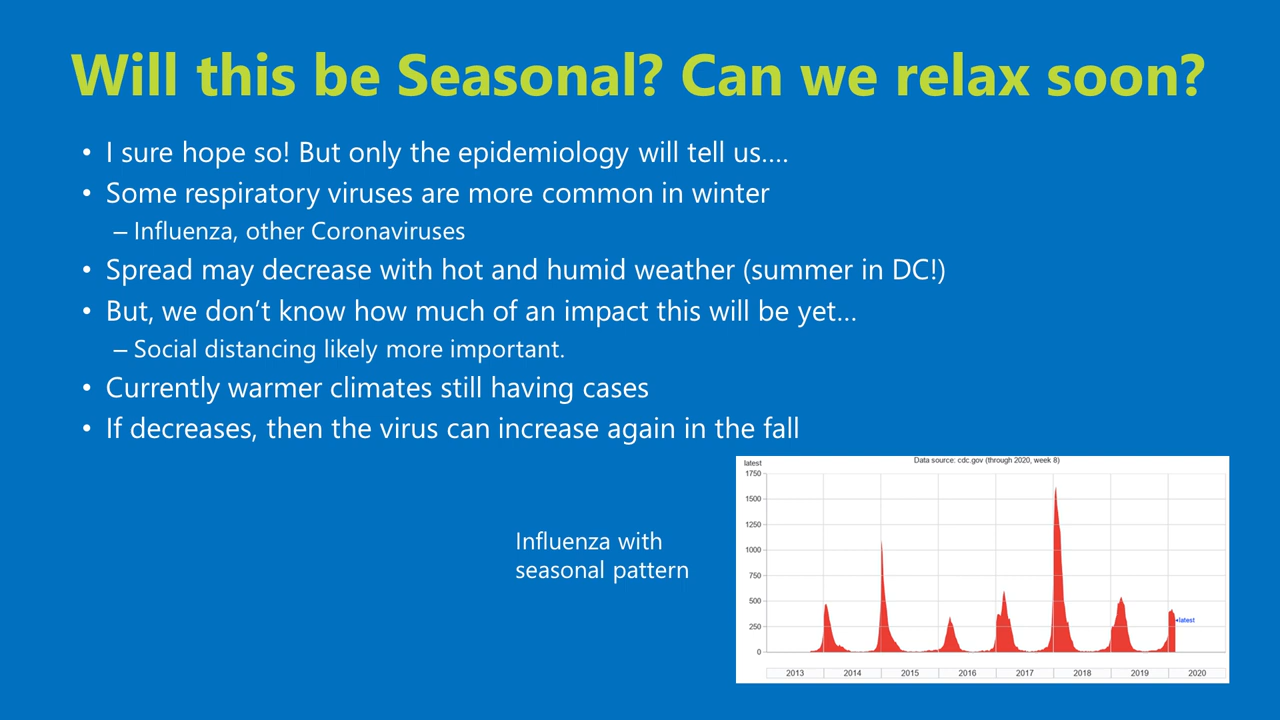 Will this be Seasonal? Can we relax soon?
• I sure hope so! But only the epidemiology will tell us….
• Some respiratory viruses are more common in winter
– Influenza, other Coronaviruses
• Spread may decrease with hot and humid weather (summer in DC!)
• But, we don’t know how much of an impact this will be yet…
– Social distancing likely more important.
• Currently warmer climates still having cases
• If decreases, then the virus can increase again in the fall
Influenza with
seasonal pattern
latest
Data source: cdc.gov (through 2020, week 8)
1750
1500
1250
1000
750
500
250
0
latest
2013 2014 2015 2016 2017 2018 2019 2020